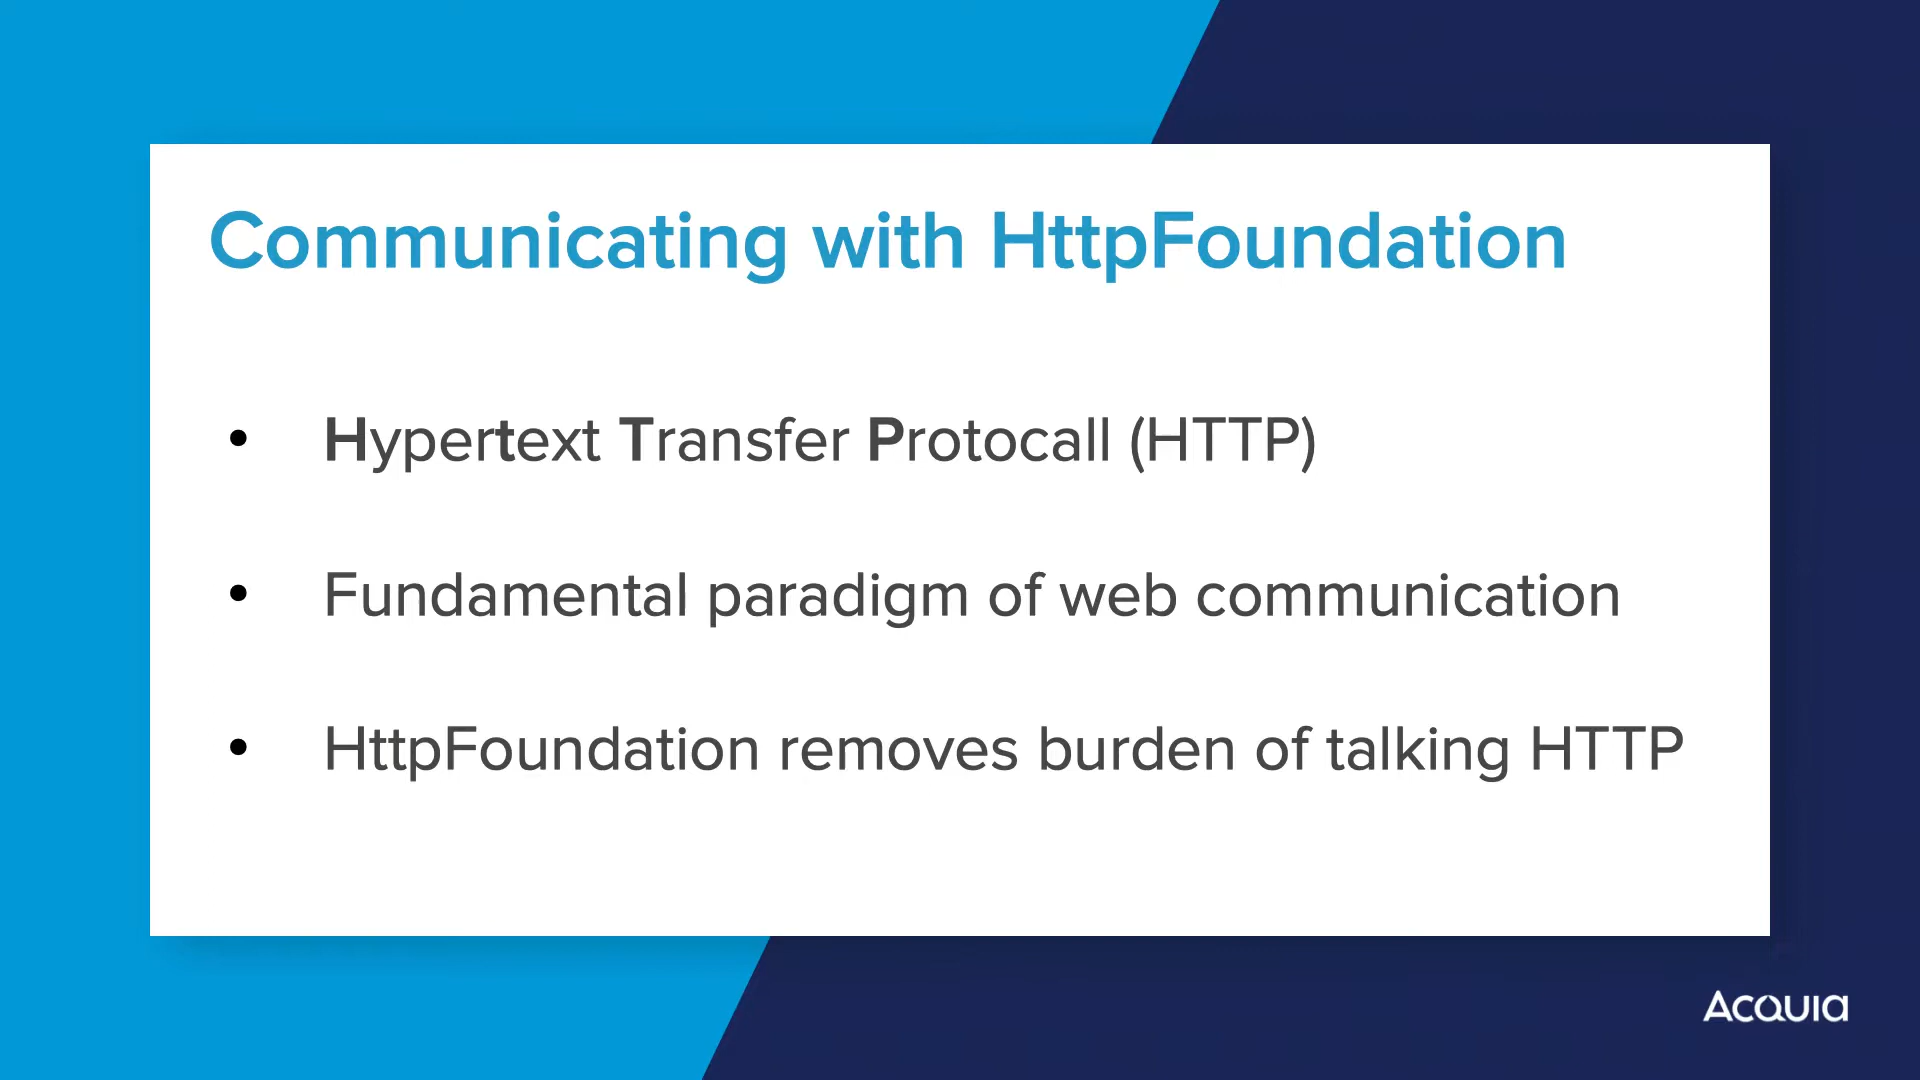 Communicating with HttpFoundation
• Hypertext Transfer Protocall (HTTP)
• Fundamental paradigm of web communication
• HttpFoundation removes burden of talking HTTP
Acquia